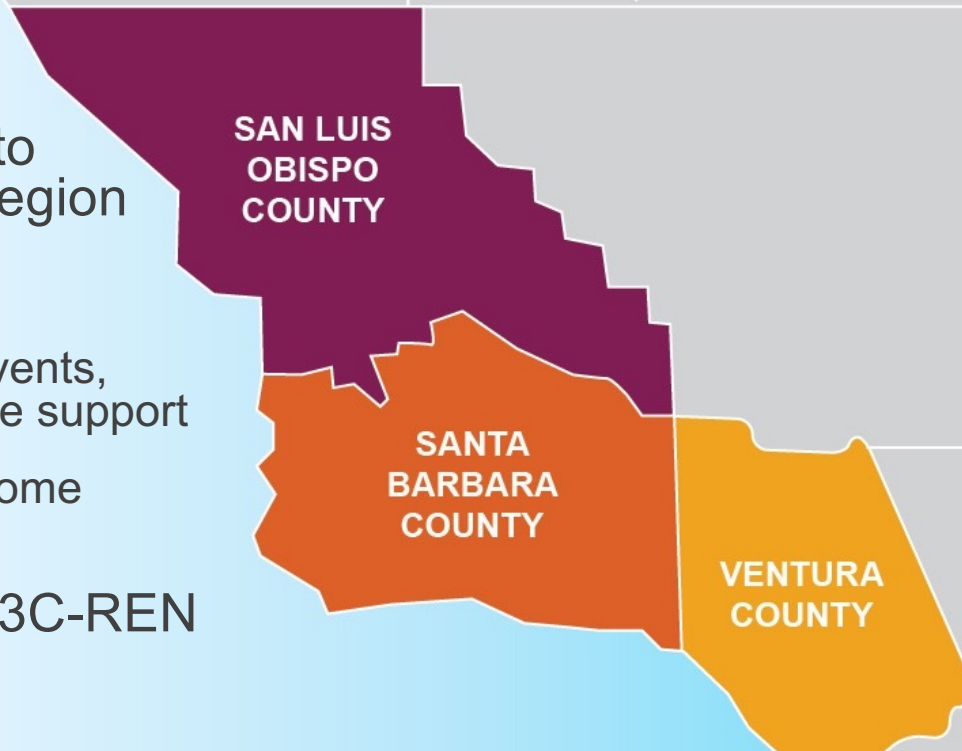 to
egion
vents,
e support
ome
3C-REN
SAN LUIS
OBISPO
COUNTY
SANTA
BARBARA
COUNTY
VENTURA
COUNTY